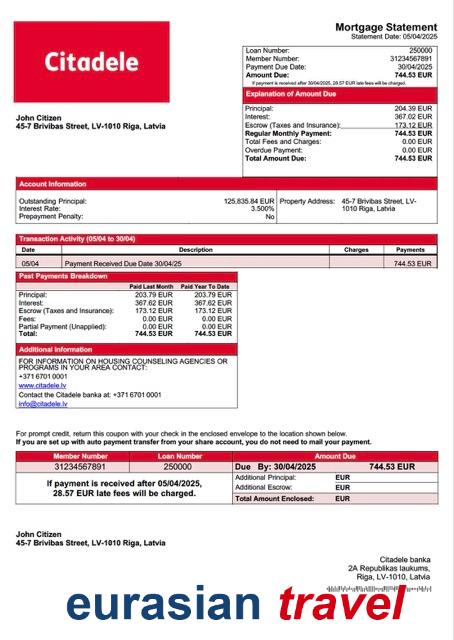 Citadele
Mortgage Statement
Statement Date: 05/04/2025
Loan Number: 250000
Member Number: 31234567891
Payment Due Date: 30/04/2025
Amount Due: 744.53 EUR
If payment is received after 30/04/2025, 28.57 EUR late fees will be charged.
Explanation of Amount Due
Principal: 204.39 EUR
Interest: 367.02 EUR
Escrow (Taxes and Insurance): 173.12 EUR
Regular Monthly Payment: 744.53 EUR
Total Fees and Charges: 0.00 EUR
Overdue Payment: 0.00 EUR
Total Amount Due: 744.53 EUR
John Citizen
45-7 Brivibas Street, LV-1010 Riga, Latvia
Account Information
Outstanding Principal: 125,835.84 EUR
Interest Rate: 3.500%
Prepayment Penalty: No
Property Address: 45-7 Brivibas Street, LV-
1010 Riga, Latvia
Transaction Activity (05/04 to 30/04)
Date Description Charges Payments
05/04 Payment Received Due Date 30/04/25 744.53 EUR
Past Payments Breakdown
Paid Last Month Paid Year To Date
Principal: 203.79 EUR 203.79 EUR
Interest: 367.62 EUR 367.62 EUR
Escrow (Taxes and Insurance): 173.12 EUR 173.12 EUR
Fees: 0.00 EUR 0.00 EUR
Partial Payment (Unapplied): 0.00 EUR 0.00 EUR
Total: 744.53 EUR 744.53 EUR
Additional Information
FOR INFORMATION ON HOUSING COUNSELING AGENCIES OR
PROGRAMS IN YOUR AREA CONTACT:
+371 6701 0001
www.citadele.lv
Contact the Citadele banka at: +371 6701 0001
info@citadele.lv
For prompt credit, return this coupon with your check in the enclosed envelope to the location shown below.
If you are set up with auto payment transfer from your share account, you do not need to mail your payment.
Member Number Loan Number Amount Due
31234567891 250000 Due By: 30/04/2025 744.53 EUR
If payment is received after 05/04/2025,
28.57 EUR late fees will be charged.
Additional Principal: EUR
Additional Escrow: EUR
Total Amount Enclosed: EUR
John Citizen
45-7 Brivibas Street, LV-1010 Riga, Latvia
Citadele banka
2A Republikas laukums,
Riga, LV-1010, Latvia
eurasian travel